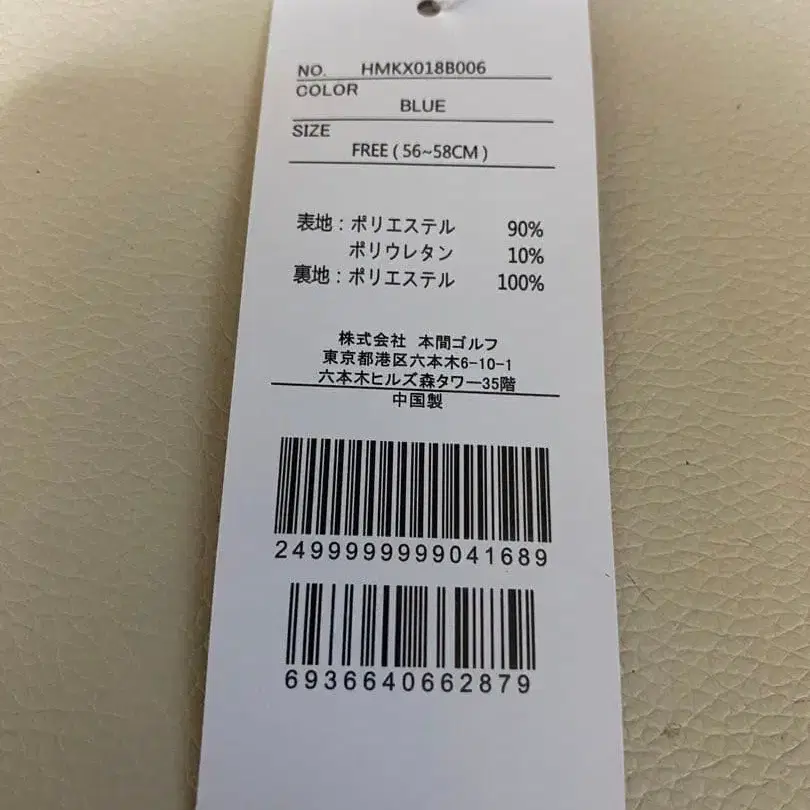 NO. HMKX018B006
COLOR
BLUE
SIZE
FREE ( 56~58CM )
表地：ポリエステル 90%
ポリウレタン 10%
裏地：ポリエステル 100%
株式会社 本間ゴルフ
東京都港区六本木6-10-1
六本木ヒルズ森タワー35階
中国製
2499999999041689
6936640662879